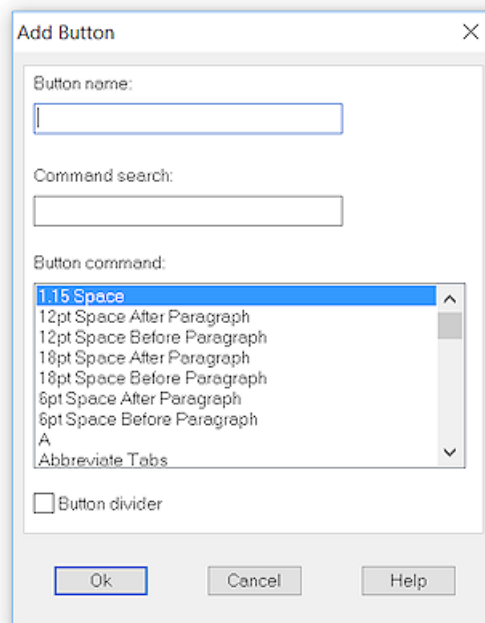 Add Button
Button name:
Command search:
Button command:
1.15 Space
12pt Space After Paragraph
12pt Space Before Paragraph
18pt Space After Paragraph
18pt Space Before Paragraph
6pt Space After Paragraph
6pt Space Before Paragraph
A
Abbreviate Tabs
Button divider
Ok Cancel Help